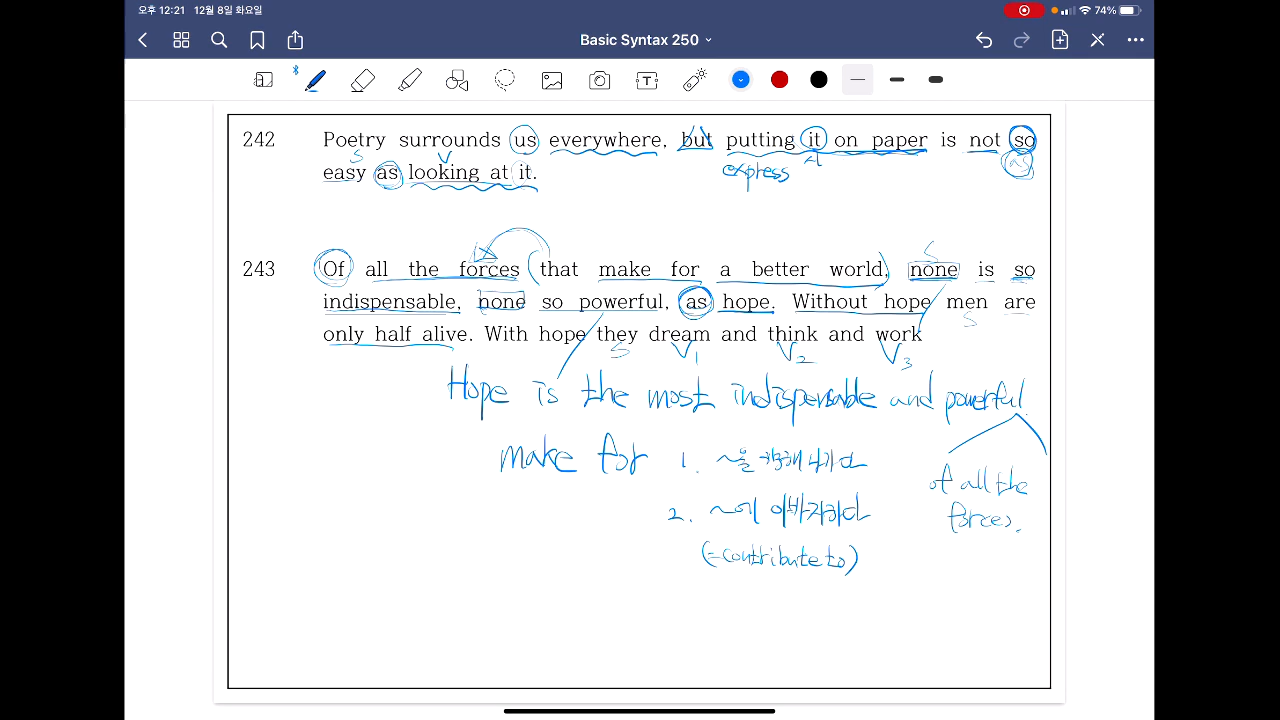 오후 12:21 12월 8일 화요일
74%
Basic Syntax 250
242 Poetry surrounds us everywhere, but putting it on paper is not so
S V express as
easy as looking at it.
S
243 Of all the forces that make for a better world, none is so
indispensable, none so powerful, as hope. Without hope men are
S
only half alive. With hope they dream and think and work
S V1 V2 V3
Hope is the most indispensable and powerful
make for 1. ~을 향해 나가다
of all the
2. ~에 이바지하다
forces.
(=contribute to)